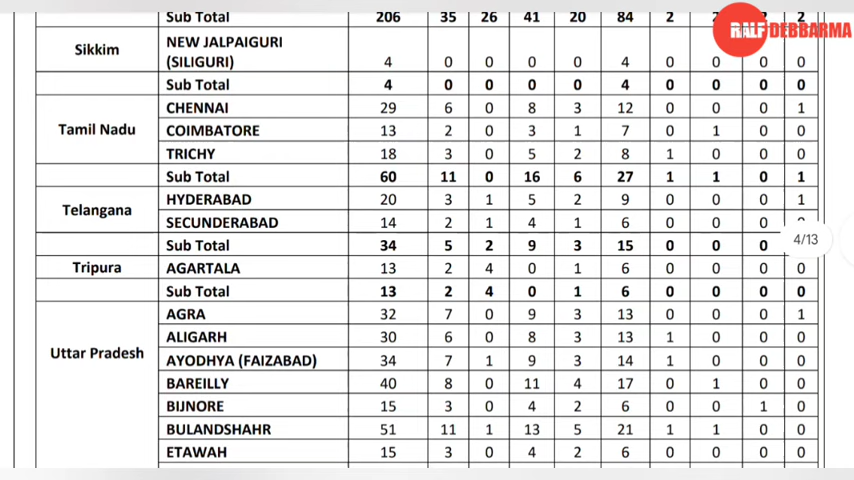 Sub Total 206 35 26 41 20 84 2 2
RALF DEBBARMA
Sikkim NEW JALPAIGURI
(SILIGURI) 4 0 0 0 0 4 0 0 0 0
Sub Total 4 0 0 0 0 4 0 0 0 0
CHENNAI 29 6 0 8 3 12 0 0 0 1
Tamil Nadu COIMBATORE 13 2 0 3 1 7 0 1 0 0
TRICHY 18 3 0 5 2 8 1 0 0 0
Sub Total 60 11 0 16 6 27 1 1 0 1
Telangana HYDERABAD 20 3 1 5 2 9 0 0 0 1
SECUNDERABAD 14 2 1 4 1 6 0 0 0
Sub Total 34 5 2 9 3 15 0 0 0
4/13
Tripura AGARTALA 13 2 4 0 1 6 0 0 0 0
Sub Total 13 2 4 0 1 6 0 0 0 0
AGRA 32 7 0 9 3 13 0 0 0 1
ALIGARH 30 6 0 8 3 13 1 0 0 0
Uttar Pradesh AYODHYA (FAIZABAD) 34 7 1 9 3 14 1 0 0 0
BAREILLY 40 8 0 11 4 17 0 1 0 0
BIJNORE 15 3 0 4 2 6 0 0 1 0
BULANDSHAHR 51 11 1 13 5 21 1 1 0 0
ETAWAH 15 3 0 4 2 6 0 0 0 0